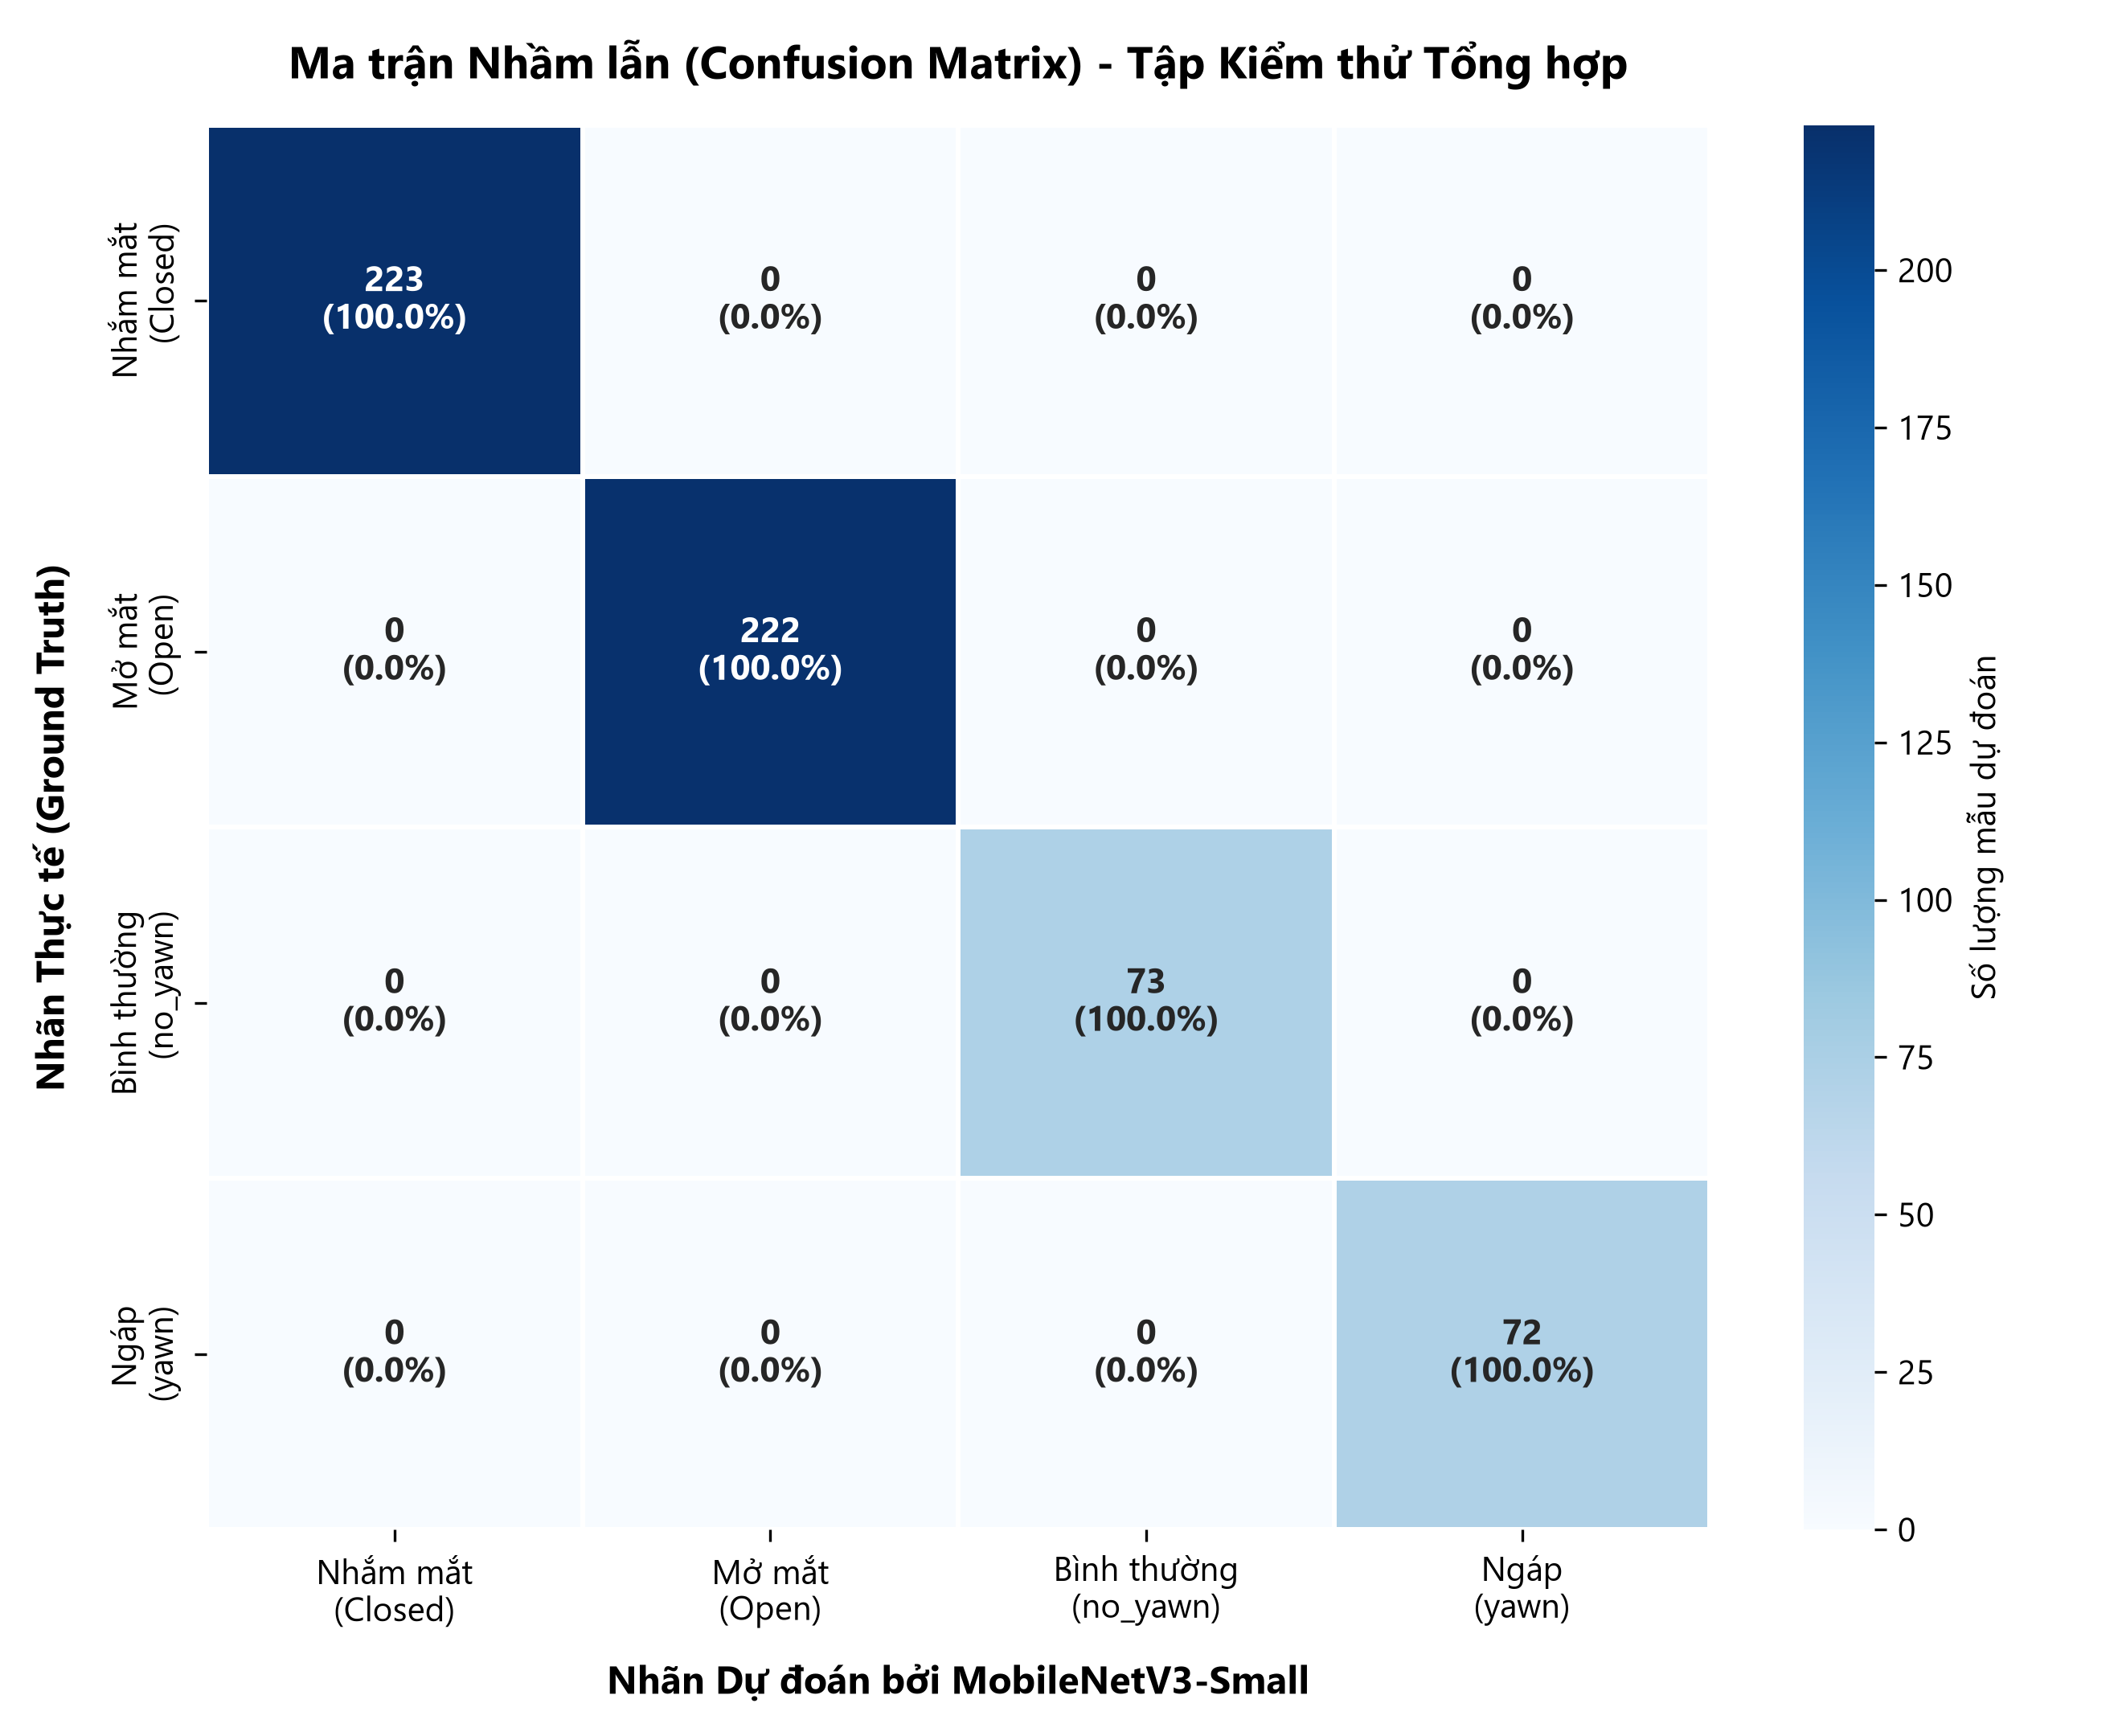 Ma trận Nhầm lẫn (Confusion Matrix) - Tập Kiểm thử Tổng hợp
Nhãn Thực tế (Ground Truth)
Nhắm mắt
(Closed)
223
(100.0%)
0
(0.0%)
0
(0.0%)
0
(0.0%)
Mở mắt
(Open)
0
(0.0%)
222
(100.0%)
0
(0.0%)
0
(0.0%)
Bình thường
(no_yawn)
0
(0.0%)
0
(0.0%)
73
(100.0%)
0
(0.0%)
Ngáp
(yawn)
0
(0.0%)
0
(0.0%)
0
(0.0%)
72
(100.0%)
Nhắm mắt
(Closed)
Mở mắt
(Open)
Bình thường
(no_yawn)
Ngáp
(yawn)
Nhãn Dự đoán bởi MobileNetV3-Small
200
175
150
125
100
75
50
25
0
Số lượng mẫu dự đoán